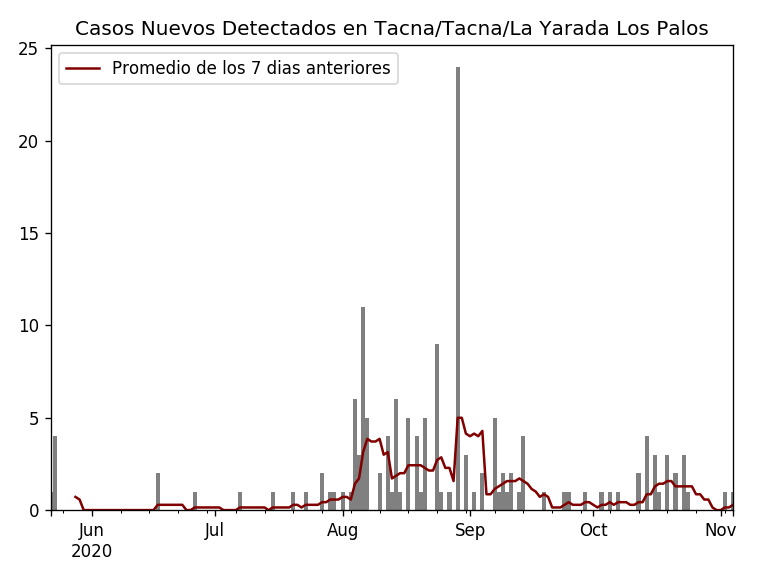 Casos Nuevos Detectados en Tacna/Tacna/La Yarada Los Palos
Promedio de los 7 dias anteriores
25
20
15
10
5
0
Jun Jul Aug Sep Oct Nov
2020